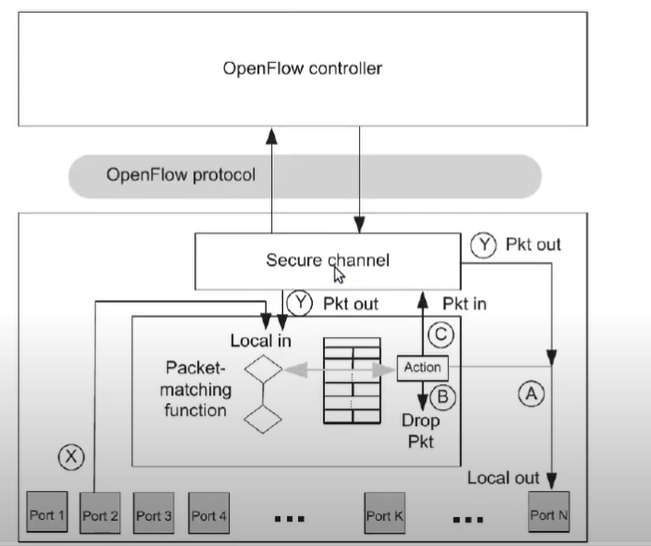 OpenFlow controller
OpenFlow protocol
Secure channel
Y Pkt out
Y Pkt out
Pkt in
C
Local in
Packet-
matching
function
Action
B
A
Drop
Pkt
X
Local out
Port 1
Port 2
Port 3
Port 4
...
Port K
...
Port N